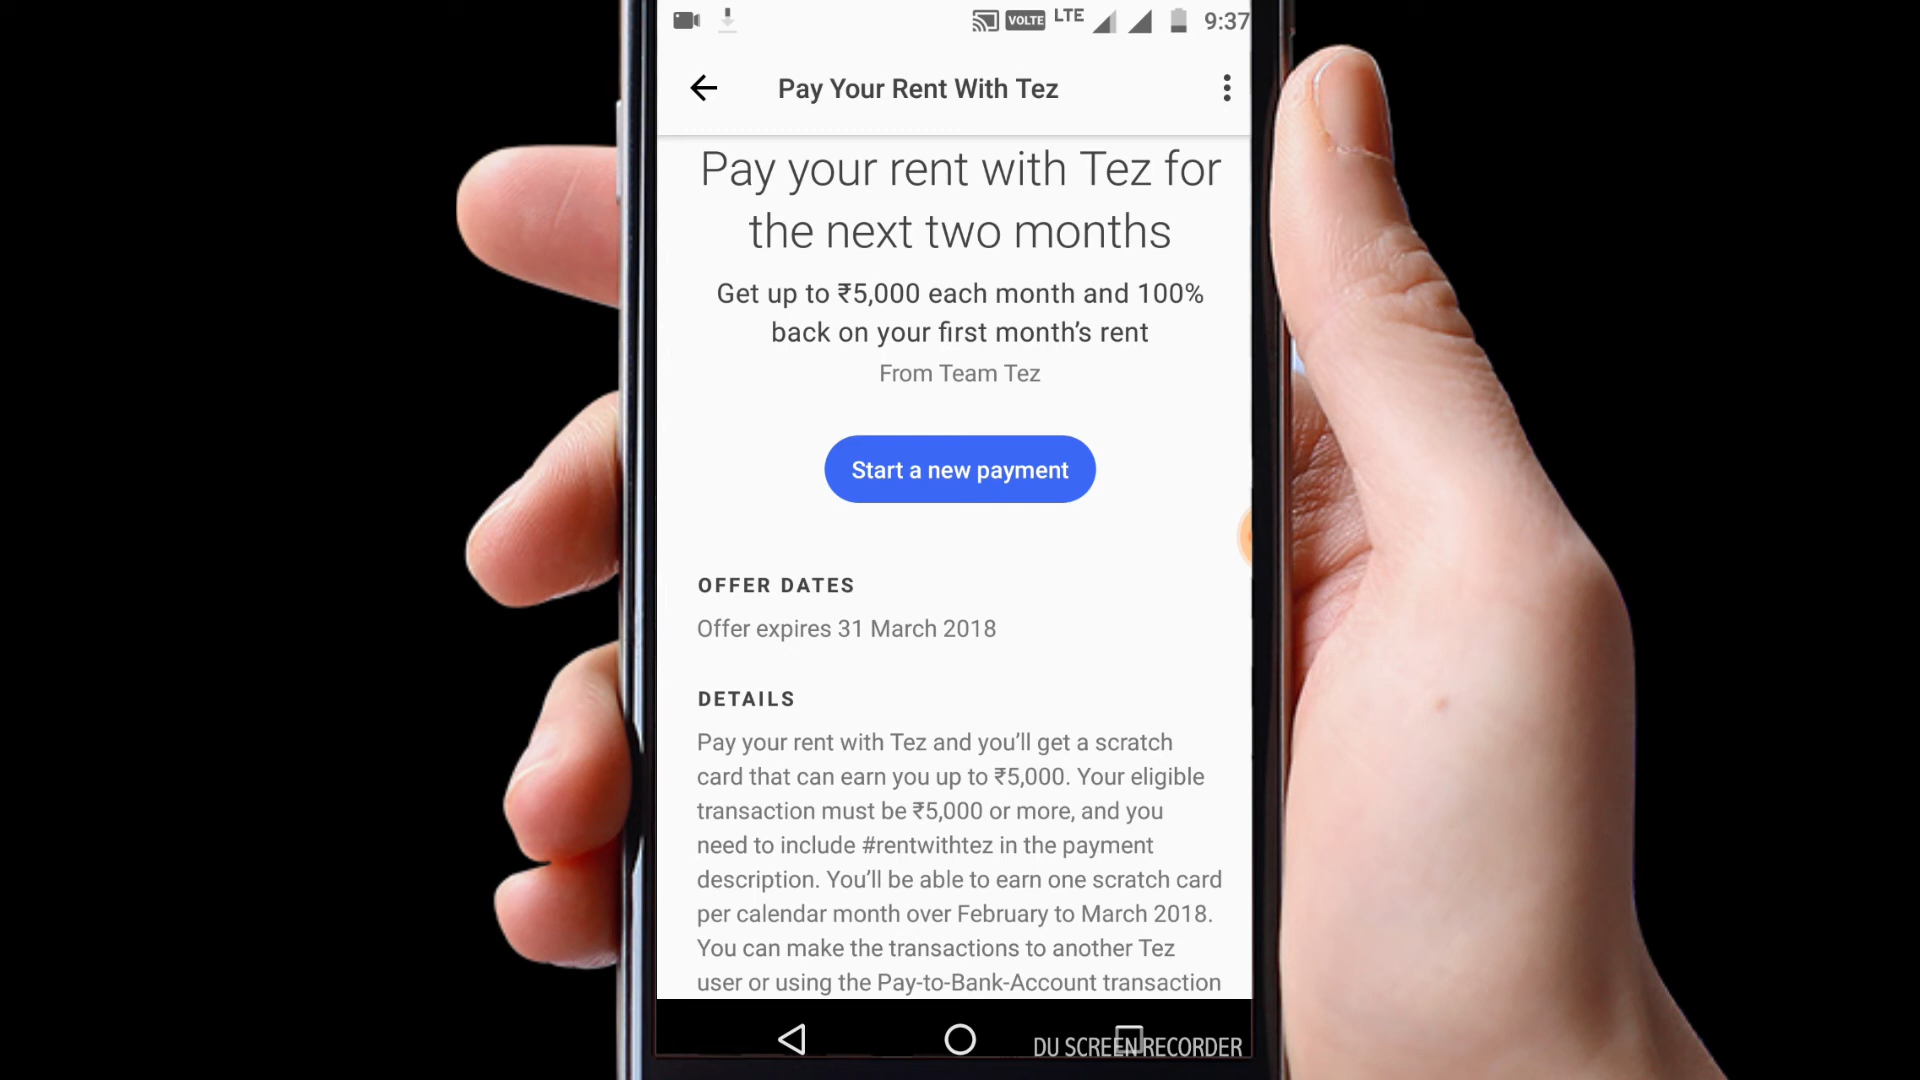 VOLTE LTE 9:37
Pay Your Rent With Tez
Pay your rent with Tez for
the next two months
Get up to ₹5,000 each month and 100%
back on your first month’s rent
From Team Tez
Start a new payment
OFFER DATES
Offer expires 31 March 2018
DETAILS
Pay your rent with Tez and you’ll get a scratch
card that can earn you up to ₹5,000. Your eligible
transaction must be ₹5,000 or more, and you
need to include #rentwithtez in the payment
description. You’ll be able to earn one scratch card
per calendar month over February to March 2018.
You can make the transactions to another Tez
user or using the Pay-to-Bank-Account transaction
DU SCREEN RECORDER